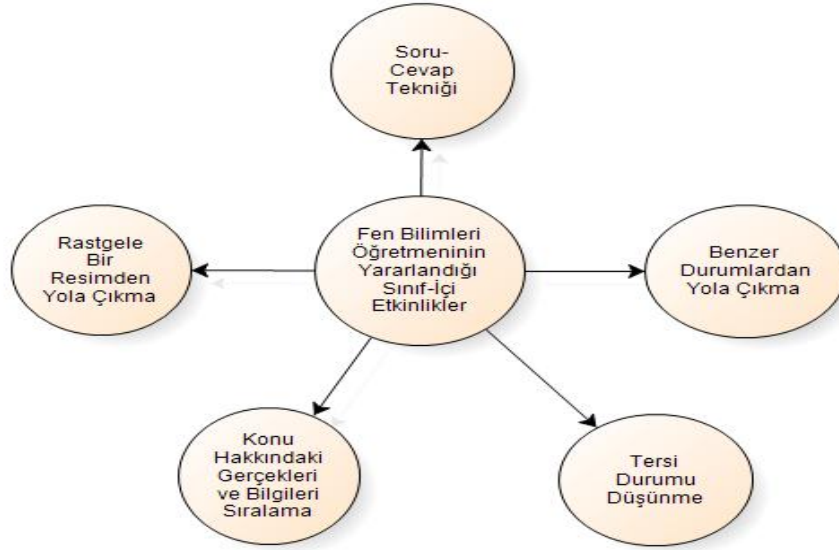 Soru-
Cevap
Tekniği
Rastgele
Bir
Resimden
Yola Çıkma
Fen Bilimleri
Öğretmeninin
Yararlandığı
Sınıf-İçi
Etkinlikler
Benzer
Durumlardan
Yola Çıkma
Konu
Hakkındaki
Gerçekleri
ve Bilgileri
Sıralama
Tersi
Durumu
Düşünme